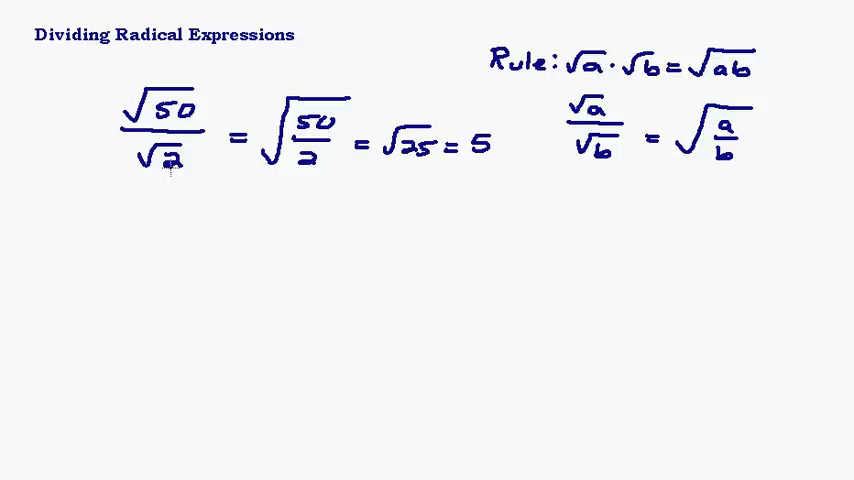 Dividing Radical Expressions
Rule: √a · √b = √ab
√50/√2 = √(50/2) = √25 = 5
√a/√b = √(a/b)